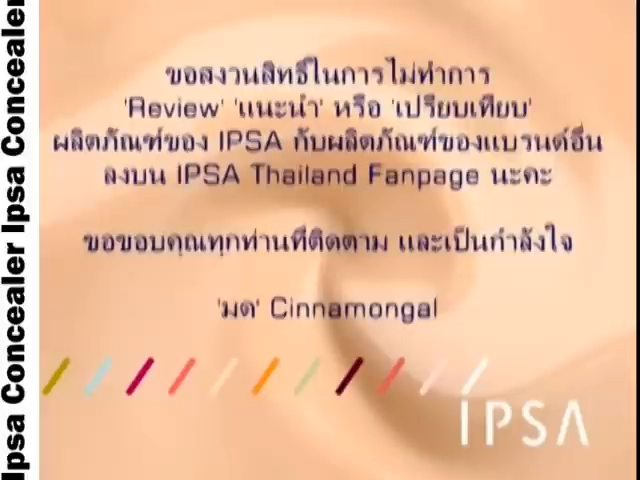 Ipsa Concealer Ipsa Concealer
ขอสงวนสิทธิ์ในการไม่ทำการ
'Review' 'แนะนำ' หรือ 'เปรียบเทียบ'
ผลิตภัณฑ์ของ IPSA กับผลิตภัณฑ์ของแบรนด์อื่น
ลงบน IPSA Thailand Fanpage นะคะ
ขอขอบคุณทุกท่านที่ติดตาม และเป็นกำลังใจ
'มด' Cinnamongal
IPSA